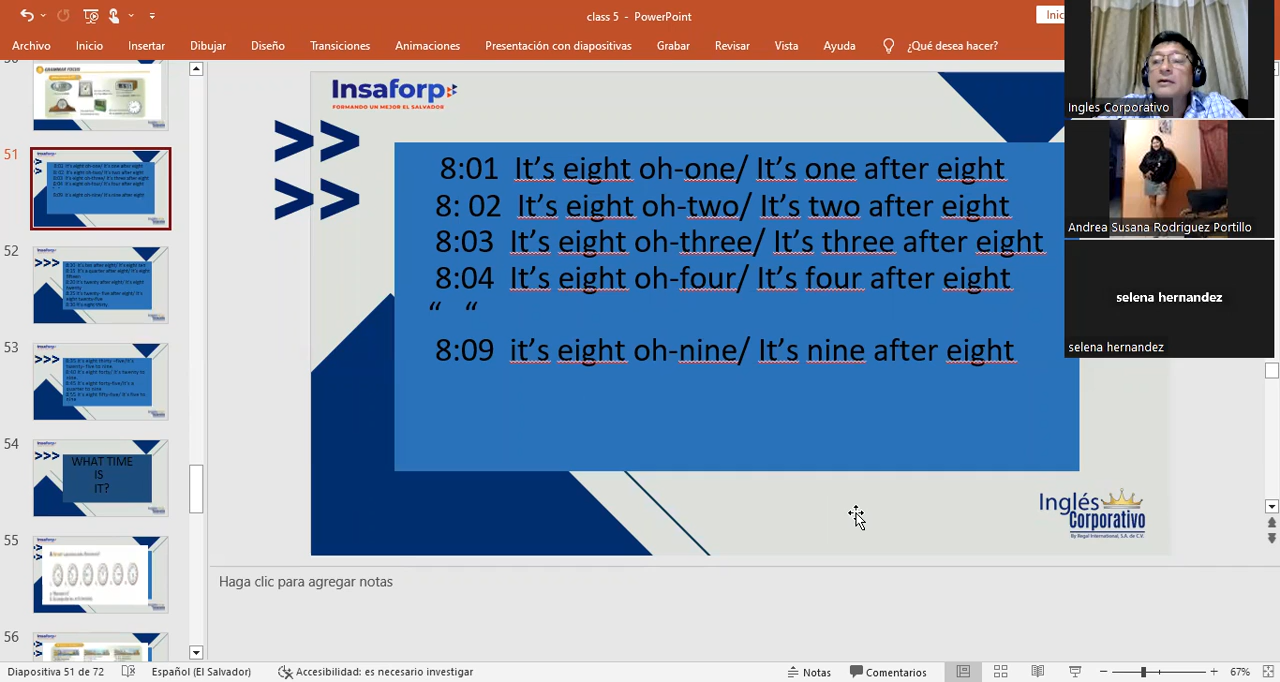 class 5 - PowerPoint
Inic
Archivo Inicio Insertar Dibujar Diseño Transiciones Animaciones Presentación con diapositivas Grabar Revisar Vista Ayuda ¿Qué desea hacer?
Ingles Corporativo
Andrea Susana Rodriguez Portillo
selena hernandez
selena hernandez
51
52
53
54
WHAT TIME
IS
IT?
55
56
Insaforp
FORMANDO UN MEJOR EL SALVADOR
>>
>>
8:01 It's eight oh-one/ It's one after eight
8: 02 It's eight oh-two/ It's two after eight
8:03 It's eight oh-three/ It's three after eight
8:04 It's eight oh-four/ It's four after eight
“ “
8:09 it's eight oh-nine/ It's nine after eight
Inglés
Corporativo
By Regal International, S.A. de C.V.
Haga clic para agregar notas
Diapositiva 51 de 72 Español (El Salvador) Accesibilidad: es necesario investigar Notas Comentarios 67%